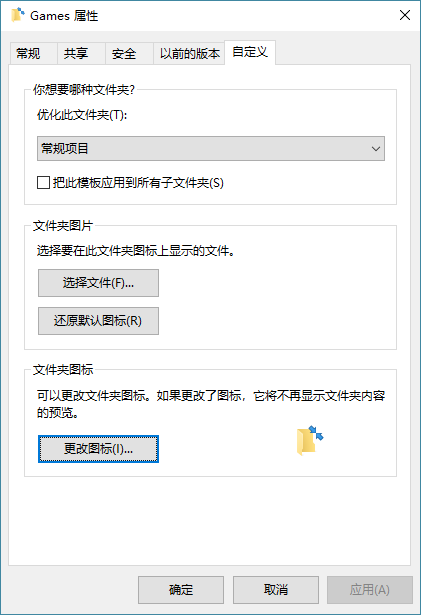 Games 属性
常规
共享
安全
以前的版本
自定义
你想要哪种文件夹?
优化此文件夹(T):
常规项目
把此模板应用到所有子文件夹(S)
文件夹图片
选择要在此文件夹图标上显示的文件。
选择文件(F)...
还原默认图标(R)
文件夹图标
可以更改文件夹图标。如果更改了图标，它将不再显示文件夹内容
的预览。
更改图标(I)...
确定
取消
应用(A)